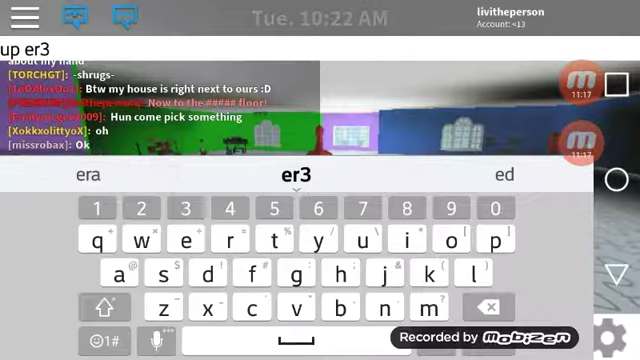 Tue. 10:22 AM
livitheperson
Account: <13
up er3
about my hand
[TORCHGT]: -shrugs-
Btw my house is right next to ours :D
Now to the ##### floor!
Hun come pick something
[XokkxolittyoX]: oh
[missrobax]: Ok
11:17
11:17
era er3 ed
1 2 3 4 5 6 7 8 9 0
q w e r t y u i o p
a s d f g h j k l
z x c v b n m
1#
Recorded by MOBIZEN